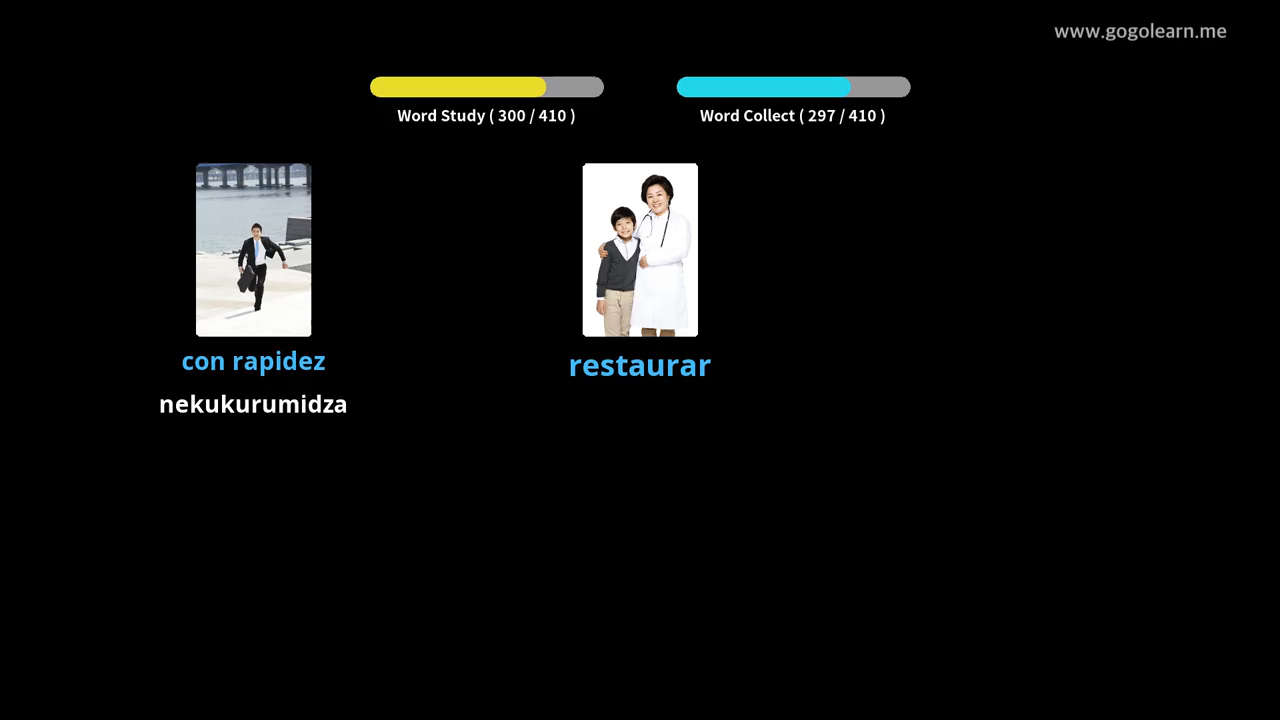 www.gogolearn.me
Word Study ( 300 / 410 )
Word Collect ( 297 / 410 )
con rapidez
nekukurumidza
restaurar